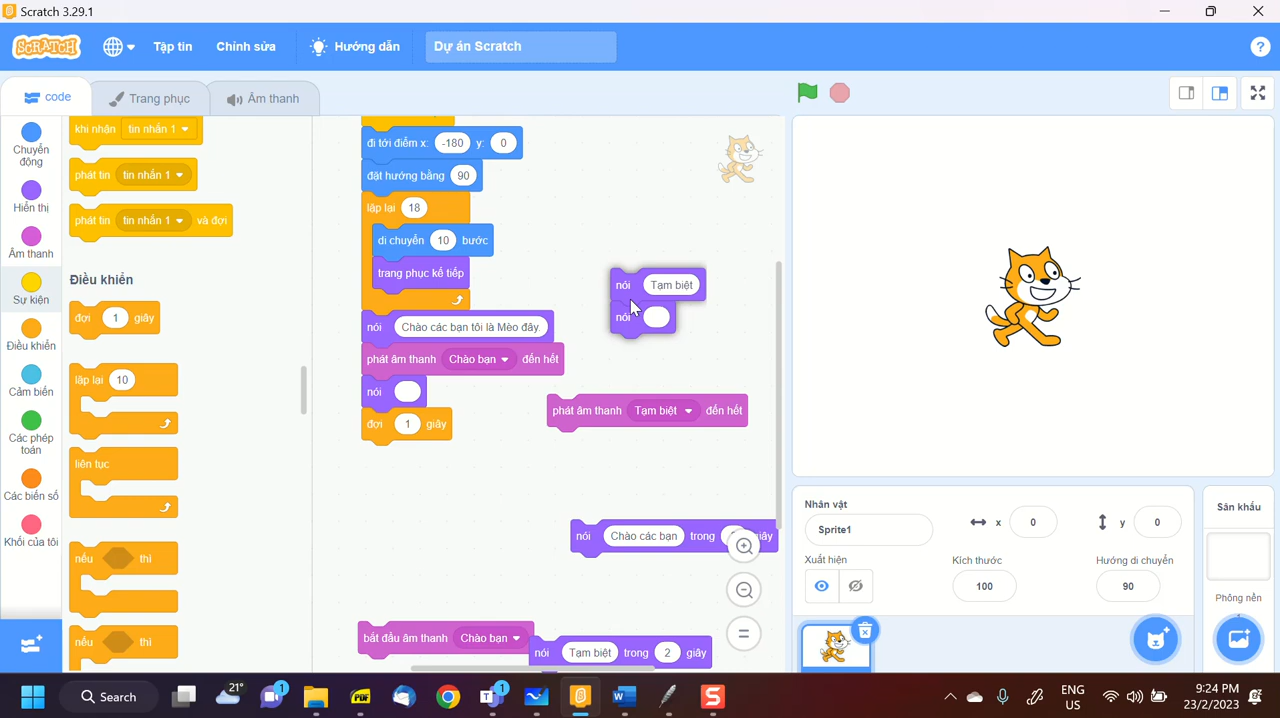 Scratch 3.29.1
SCRATCH Tập tin Chỉnh sửa Hướng dẫn Dự án Scratch ?
code Trang phục Âm thanh
Chuyển động
Hiển thị
Âm thanh
Sự kiện
Điều khiển
Cảm biến
Các phép toán
Các biến số
Khối của tôi
khi nhận tin nhắn 1
phát tin tin nhắn 1
phát tin tin nhắn 1 và đợi
Điều khiển
đợi 1 giây
lặp lại 10
liên tục
nếu thì
nếu thì
đi tới điểm x: -180 y: 0
đặt hướng bằng 90
lặp lại 18
di chuyển 10 bước
trang phục kế tiếp
nói Chào các bạn tôi là Mèo đây.
phát âm thanh Chào bạn đến hết
nói
đợi 1 giây
nói Tạm biệt
nói
phát âm thanh Tạm biệt đến hết
nói Chào các bạn trong giây
bắt đầu âm thanh Chào bạn
nói Tạm biệt trong 2 giây
Nhân vật
Sprite1
x 0
y 0
Xuất hiện
Kích thước
100
Hướng di chuyển
90
Sân khấu
Phông nền
21°
Search
1
PDF
1
W
S
ENG
US
9:24 PM
23/2/2023